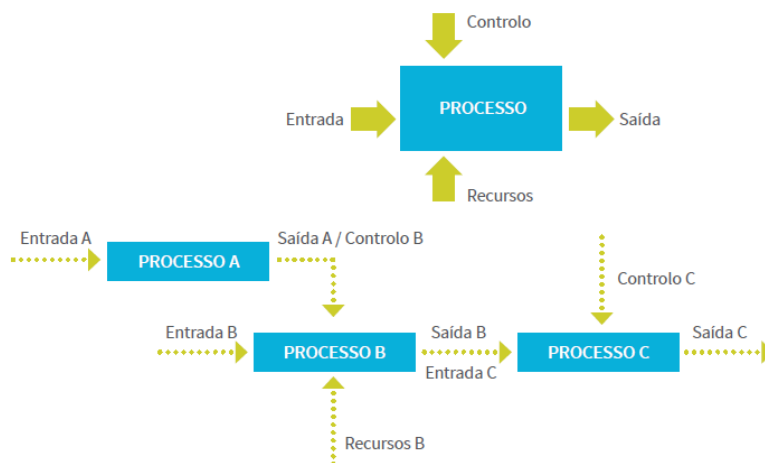 Controlo
PROCESSO
Entrada
Saída
Recursos
Entrada A
Saída A / Controlo B
PROCESSO A
Controlo C
Entrada B
Saída B
Saída C
PROCESSO B
PROCESSO C
Entrada C
Recursos B